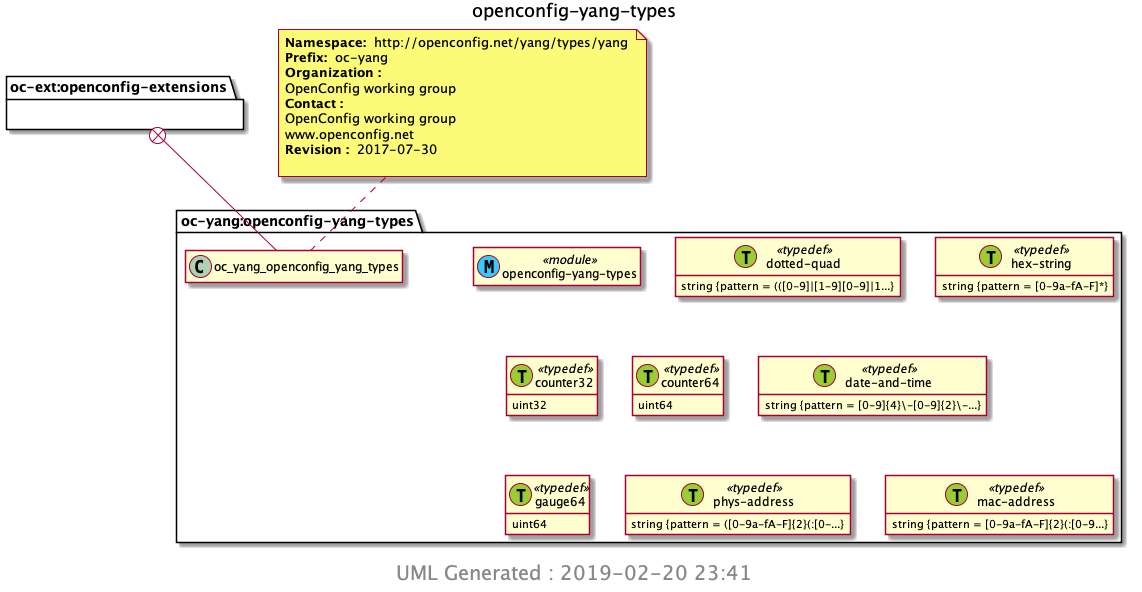 openconfig-yang-types
Namespace: http://openconfig.net/yang/types/yang
Prefix: oc-yang
Organization :
OpenConfig working group
Contact :
OpenConfig working group
www.openconfig.net
Revision : 2017-07-30
oc-ext:openconfig-extensions
oc-yang:openconfig-yang-types
C oc_yang_openconfig_yang_types
M «module»
openconfig-yang-types
T «typedef»
dotted-quad
string {pattern = (([0-9]|[1-9][0-9]|1...}
T «typedef»
hex-string
string {pattern = [0-9a-fA-F]*}
T «typedef»
counter32
uint32
T «typedef»
counter64
uint64
T «typedef»
date-and-time
string {pattern = [0-9]{4}\-[0-9]{2}\-...}
T «typedef»
gauge64
uint64
T «typedef»
phys-address
string {pattern = ([0-9a-fA-F]{2}(:[0-...}
T «typedef»
mac-address
string {pattern = [0-9a-fA-F]{2}(:[0-9...}
UML Generated : 2019-02-20 23:41